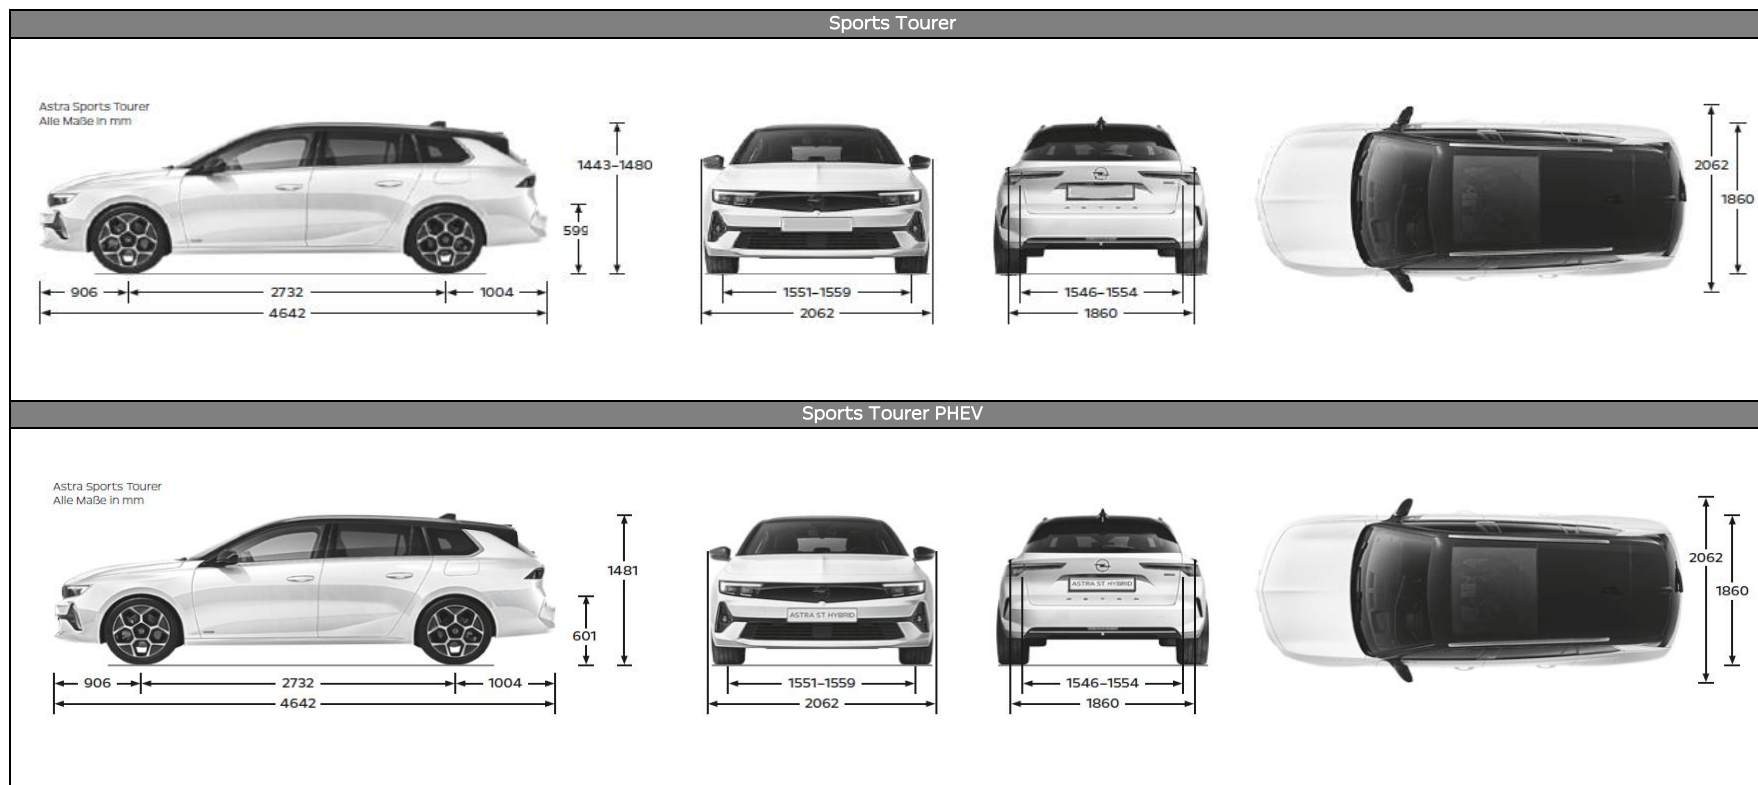 Sports Tourer
Astra Sports Tourer
Alle Maße in mm
1443–1480
599
906
2732
1004
4642
1551–1559
2062
1546–1554
1860
2062
1860
Sports Tourer PHEV
Astra Sports Tourer
Alle Maße in mm
1481
601
906
2732
1004
4642
ASTRA ST HYBRID
1551–1559
2062
ASTRA ST HYBRID
ASTRA
1546–1554
1860
2062
1860